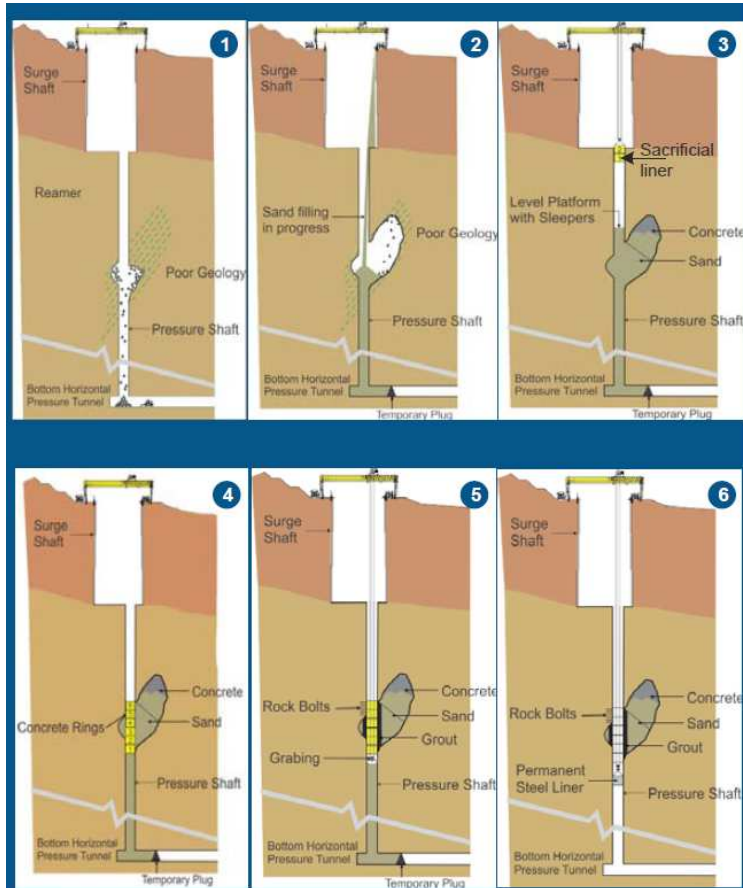 1
Surge
Shaft
Reamer
Poor Geology
Pressure Shaft
Bottom Horizontal
Pressure Tunnel
2
Surge
Shaft
Sand filling
in progress
Poor Geology
Pressure Shaft
Bottom Horizontal
Pressure Tunnel
Temporary Plug
3
Surge
Shaft
Sacrificial
liner
Level Platform
with Sleepers
Concrete
Sand
Pressure Shaft
Bottom Horizontal
Pressure Tunnel
Temporary Plug
4
Surge
Shaft
Concrete
Sand
Concrete Rings
Pressure Shaft
Bottom Horizontal
Pressure Tunnel
Temporary Plug
5
Surge
Shaft
Concrete
Rock Bolts
Sand
Grout
Grabing
Pressure Shaft
Bottom Horizontal
Pressure Tunnel
Temporary Plug
6
Surge
Shaft
Concrete
Rock Bolts
Sand
Grout
Permanent
Steel Liner
Pressure Shaft
Bottom Horizontal
Pressure Tunnel